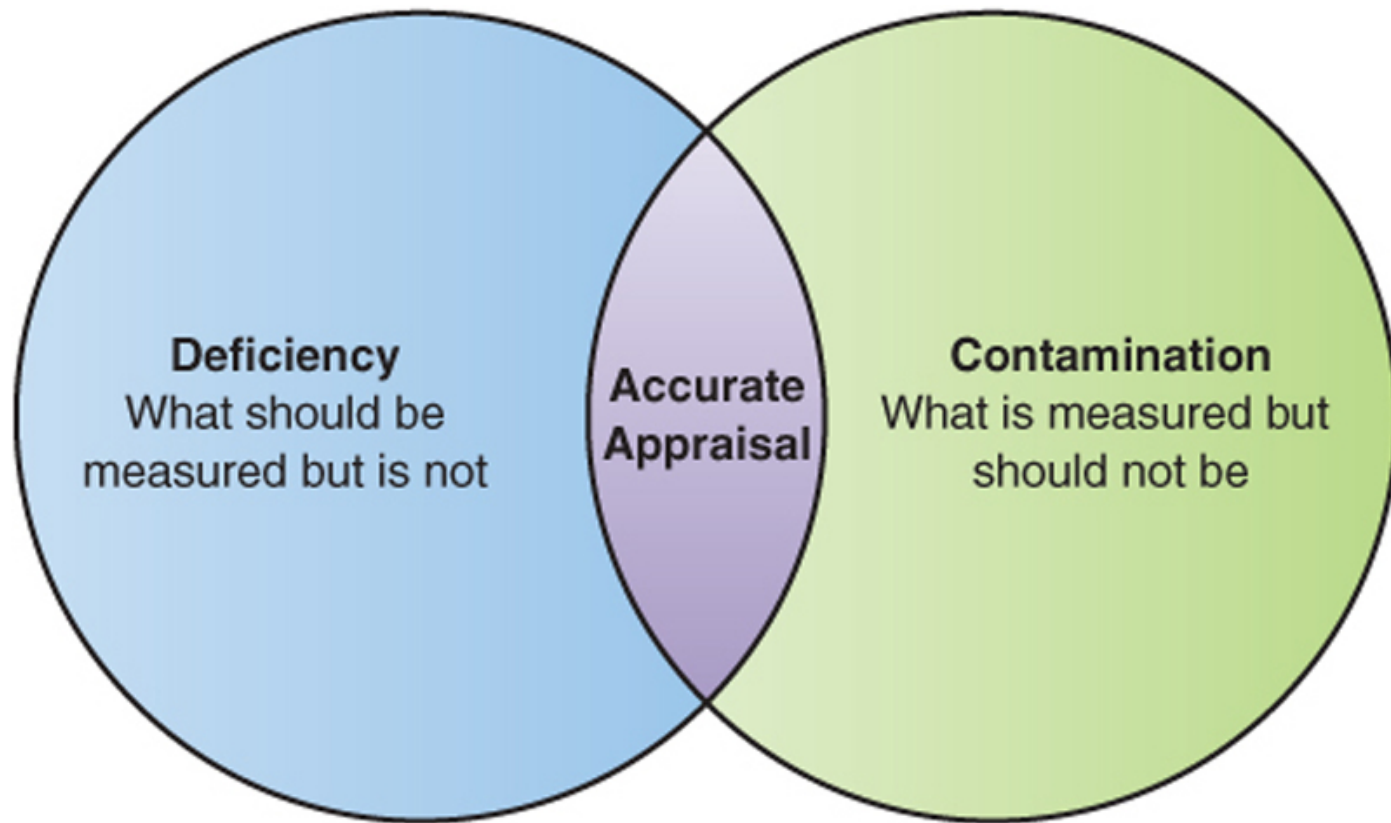 Deficiency
What should be
measured but is not
Accurate
Appraisal
Contamination
What is measured but
should not be